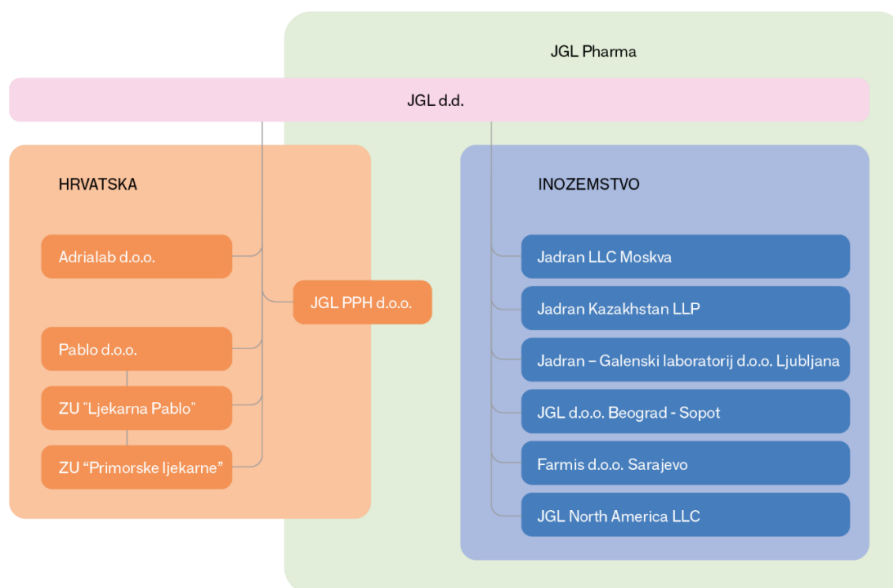 JGL Pharma
JGL d.d.
HRVATSKA
Adrialab d.o.o.
JGL PPH d.o.o.
Pablo d.o.o.
ZU "Ljekarna Pablo"
ZU “Primorske ljekarne”
INOZEMSTVO
Jadran LLC Moskva
Jadran Kazakhstan LLP
Jadran – Galenski laboratorij d.o.o. Ljubljana
JGL d.o.o. Beograd - Sopot
Farmis d.o.o. Sarajevo
JGL North America LLC